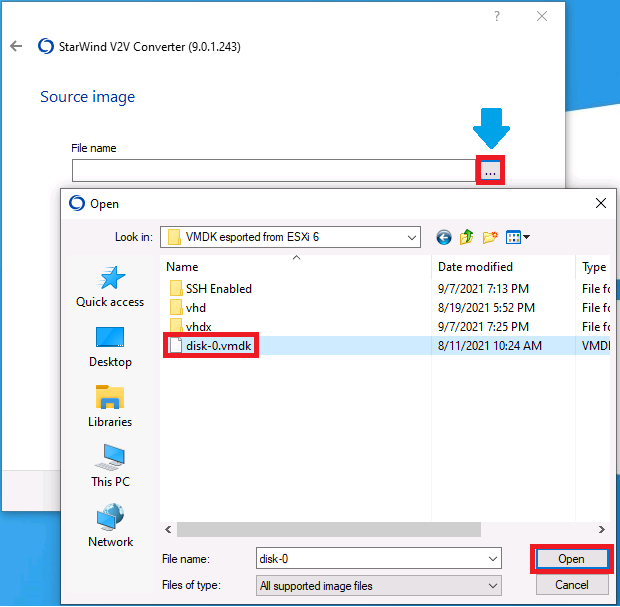 ?
StarWind V2V Converter (9.0.1.243)
Source image
File name
...
Open
Look in: VMDK esported from ESXi 6
Name Date modified Type
SSH Enabled 9/7/2021 7:13 PM File fo
vhd 8/19/2021 5:52 PM File fo
vhdx 9/7/2021 7:25 PM File fo
disk-0.vmdk 8/11/2021 10:24 AM VMDK
Quick access
Desktop
Libraries
This PC
Network
File name: disk-0 Open
Files of type: All supported image files Cancel